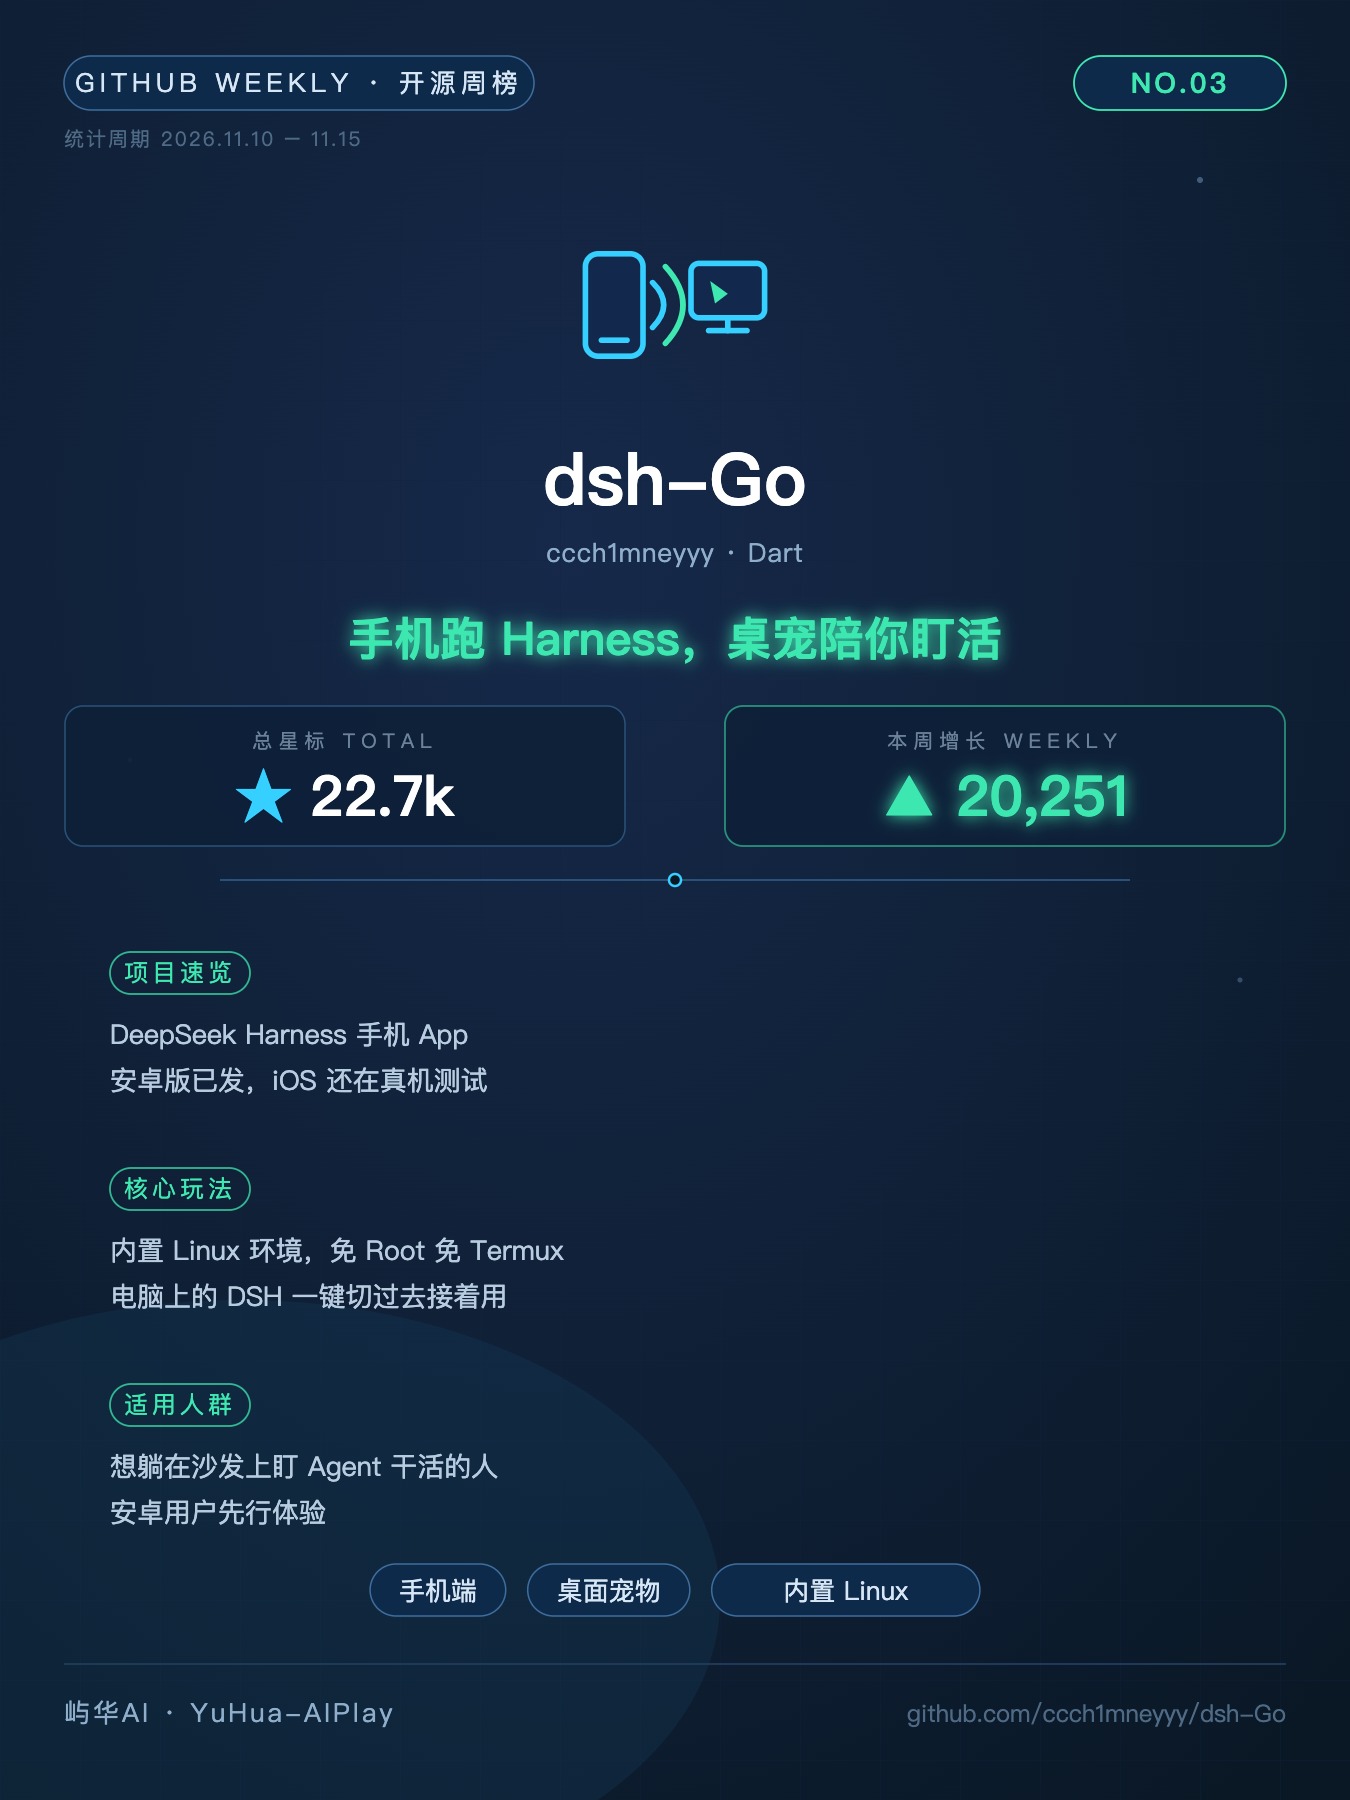 GITHUB WEEKLY · 开源周榜
NO.03
统计周期 2026.11.10 — 11.15
dsh-Go
ccch1mneyyy · Dart
手机跑 Harness，桌宠陪你盯活
总星标 TOTAL
★ 22.7k
本周增长 WEEKLY
▲ 20,251
项目速览
DeepSeek Harness 手机 App
安卓版已发，iOS 还在真机测试
核心玩法
内置 Linux 环境，免 Root 免 Termux
电脑上的 DSH 一键切过去接着用
适用人群
想躺在沙发上盯 Agent 干活的人
安卓用户先行体验
手机端
桌面宠物
内置 Linux
屿华AI · YuHua-AIPlay
github.com/ccch1mneyyy/dsh-Go